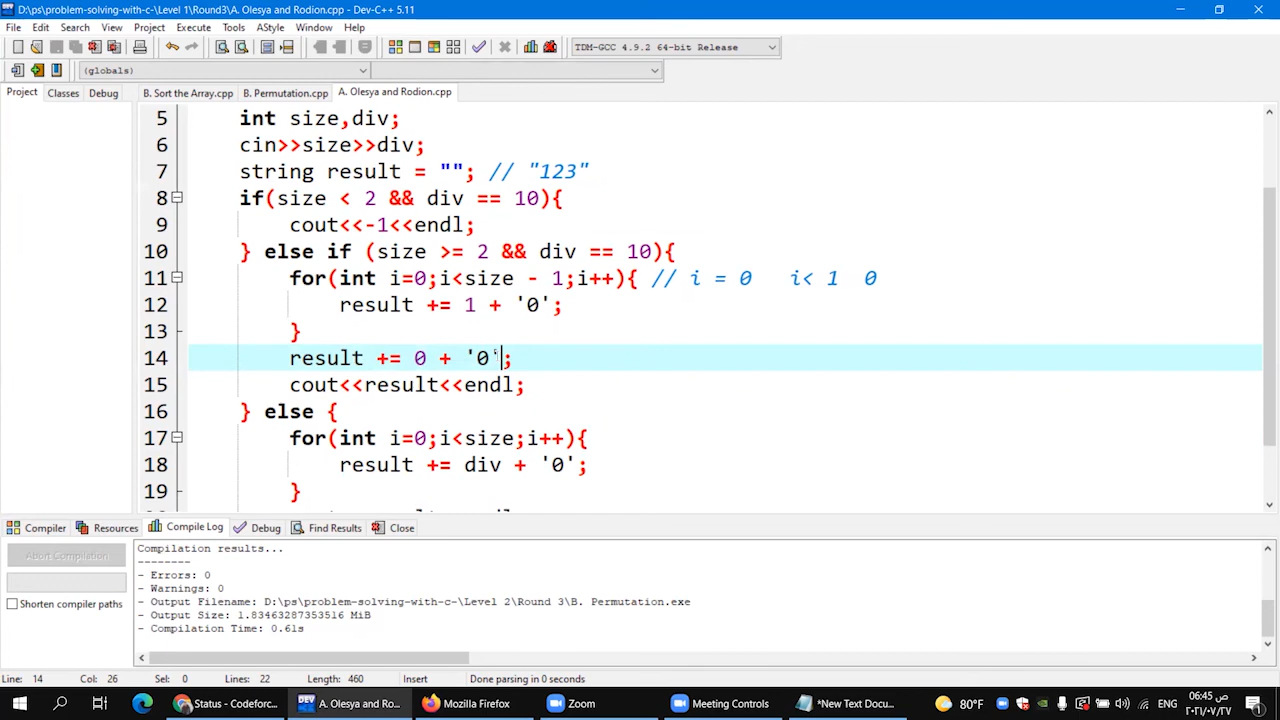 D:\ps\problem-solving-with-c-\Level 1\Round3\A. Olesya and Rodion.cpp - Dev-C++ 5.11
File Edit Search View Project Execute Tools AStyle Window Help
TDM-GCC 4.9.2 64-bit Release
(globals)
Project Classes Debug B. Sort the Array.cpp B. Permutation.cpp A. Olesya and Rodion.cpp
5 int size,div;
6 cin>>size>>div;
7 string result = ""; // "123"
8 if(size < 2 && div == 10){
9 cout<<-1<<endl;
10 } else if (size >= 2 && div == 10){
11 for(int i=0;i<size - 1;i++){ // i = 0 i< 1 0
12 result += 1 + '0';
13 }
14 result += 0 + '0';
15 cout<<result<<endl;
16 } else {
17 for(int i=0;i<size;i++){
18 result += div + '0';
19 }
Compiler Resources Compile Log Debug Find Results Close
Abort Compilation
Shorten compiler paths
Compilation results...
--------
- Errors: 0
- Warnings: 0
- Output Filename: D:\ps\problem-solving-with-c-\Level 2\Round 3\B. Permutation.exe
- Output Size: 1.83463287353516 MiB
- Compilation Time: 0.61s
Line: 14 Col: 26 Sel: 0 Lines: 22 Length: 460 Insert Done parsing in 0 seconds
Status - Codeforc... A. Olesya and Ro... Mozilla Firefox Zoom Meeting Controls *New Text Docu... 80°F
06:45 ص